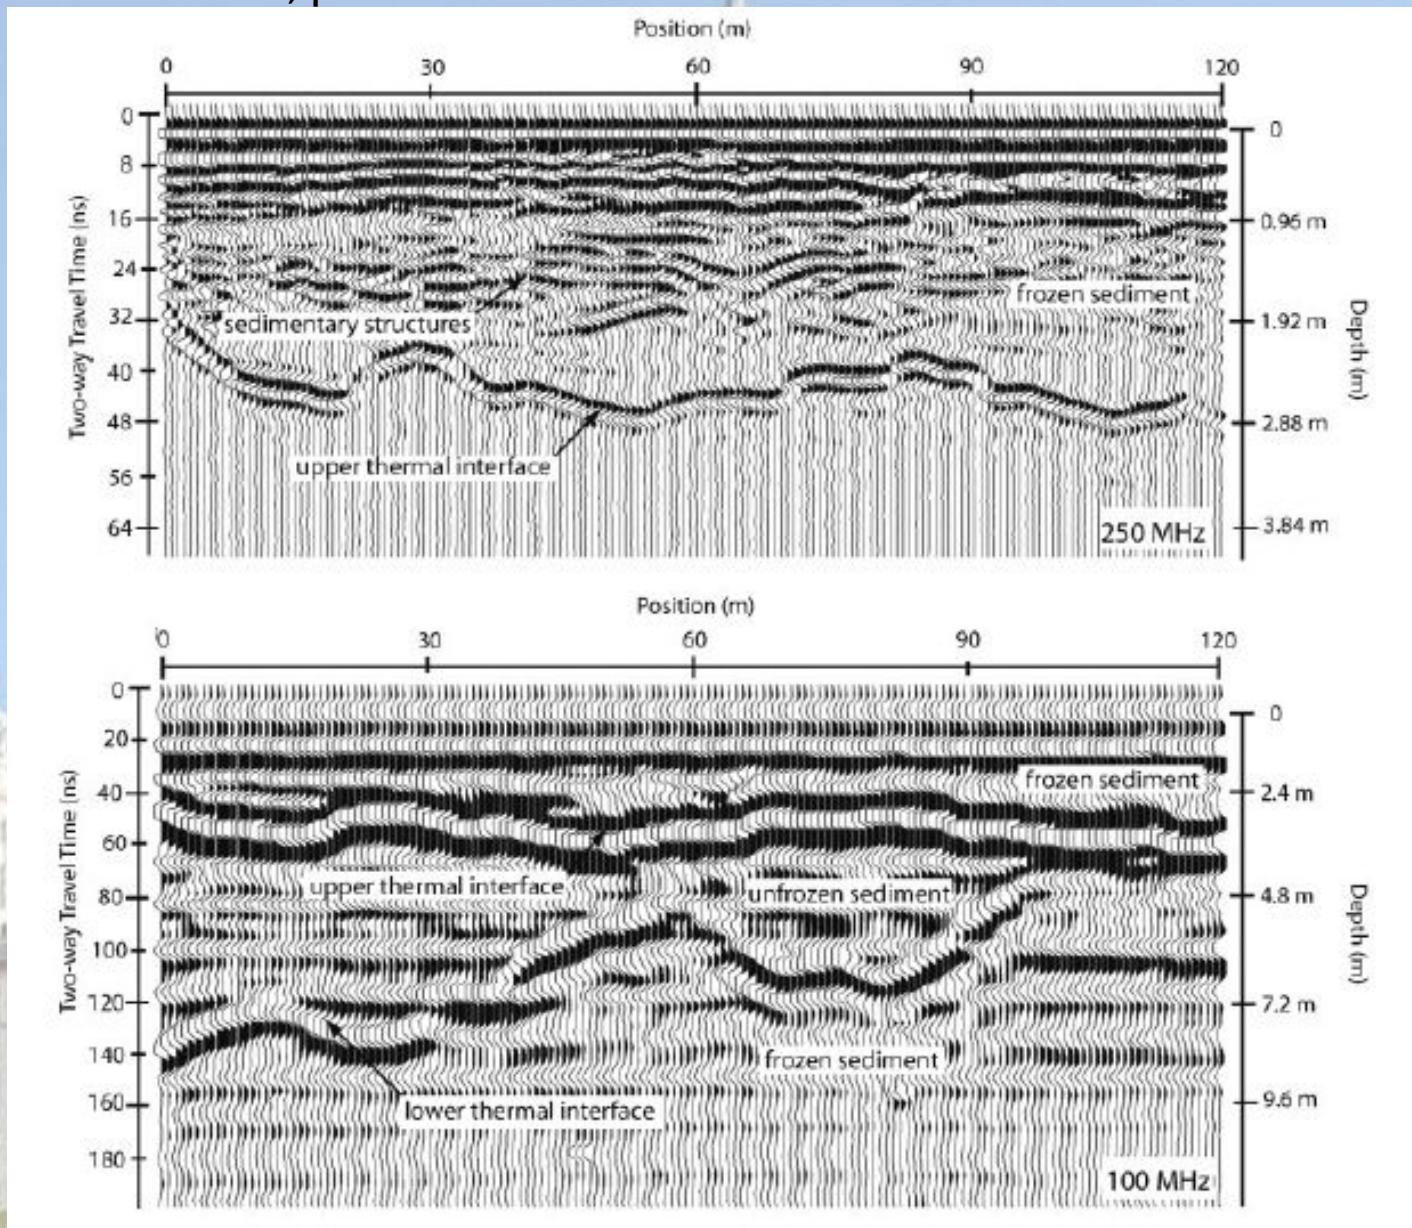 Position (m)
0 30 60 90 120
0
8
16
24
32
40
48
56
64
Two-way Travel Time (ns)
0
0.96 m
1.92 m
2.88 m
3.84 m
Depth (m)
frozen sediment
sedimentary structures
upper thermal interface
250 MHz
Position (m)
0 30 60 90 120
0
20
40
60
80
100
120
140
160
180
Two-way Travel Time (ns)
0
2.4 m
4.8 m
7.2 m
9.6 m
Depth (m)
frozen sediment
upper thermal interface
unfrozen sediment
frozen sediment
lower thermal interface
100 MHz